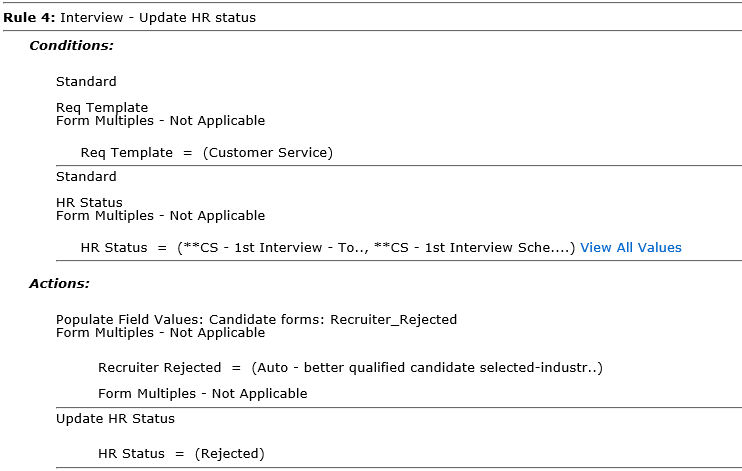 Rule 4: Interview - Update HR status
Conditions:
Standard
Req Template
Form Multiples - Not Applicable
Req Template = (Customer Service)
Standard
HR Status
Form Multiples - Not Applicable
HR Status = (**CS - 1st Interview - To.., **CS - 1st Interview Sche....) View All Values
Actions:
Populate Field Values: Candidate forms: Recruiter_Rejected
Form Multiples - Not Applicable
Recruiter Rejected = (Auto - better qualified candidate selected-industr..)
Form Multiples - Not Applicable
Update HR Status
HR Status = (Rejected)